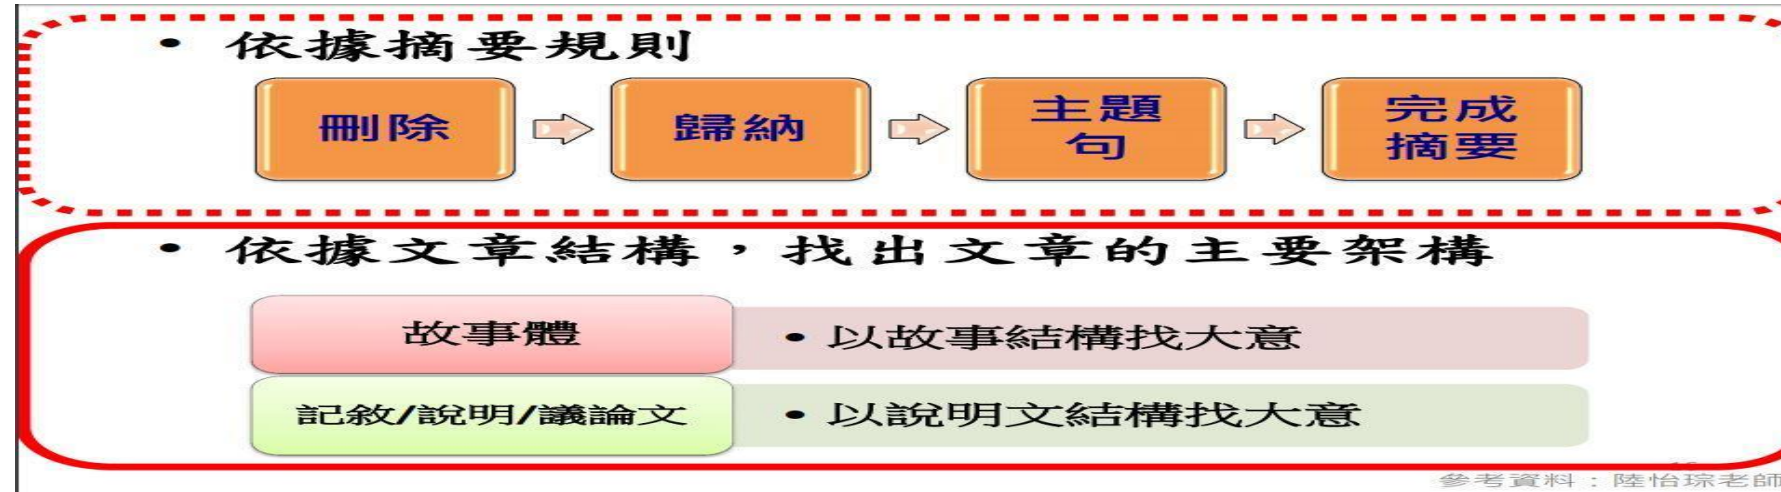 • 依據摘要規則
刪除
歸納
主題
句
完成
摘要
• 依據文章結構，找出文章的主要架構
故事體
• 以故事結構找大意
記敘/說明/議論文
• 以說明文結構找大意
參考資料：陸怡琮老師